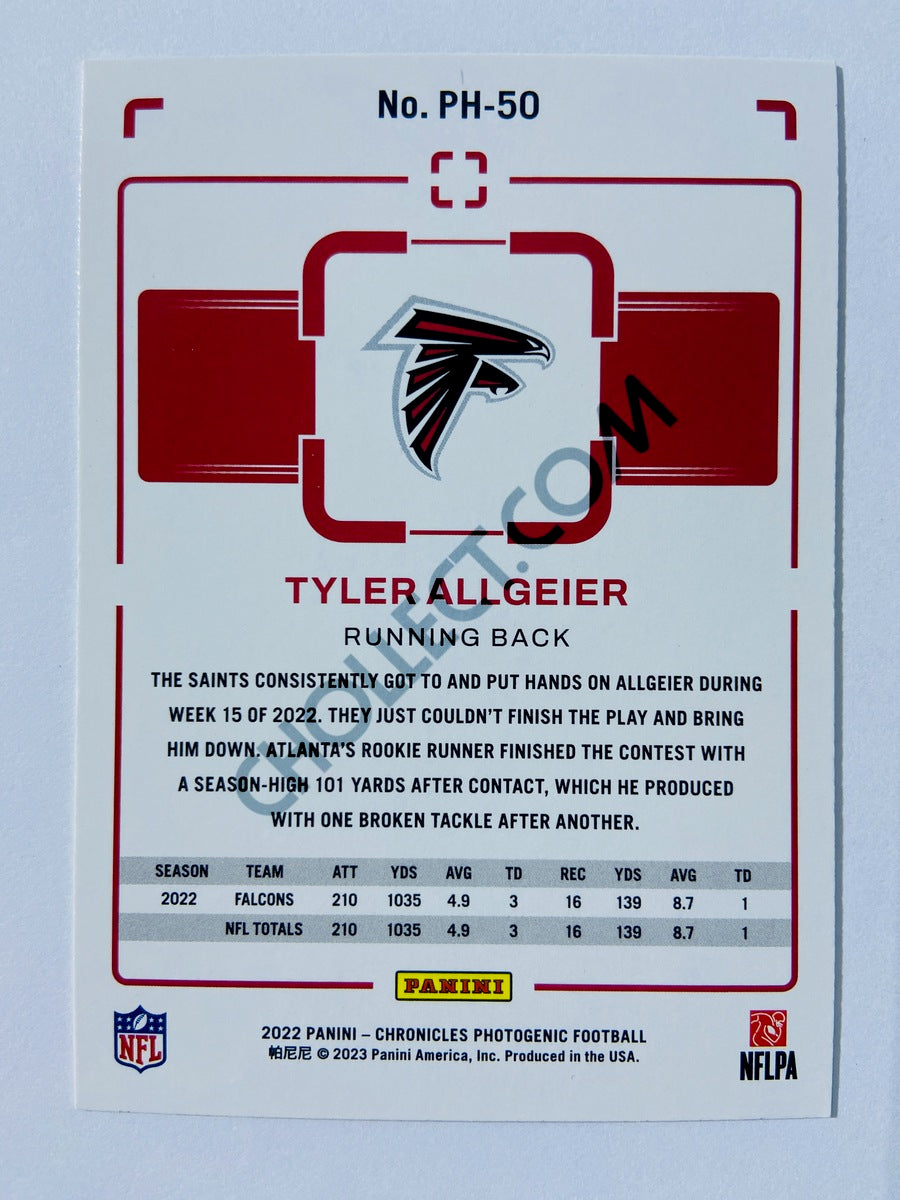 No. PH-50
TYLER ALLGEIER
RUNNING BACK
THE SAINTS CONSISTENTLY GOT TO AND PUT HANDS ON ALLGEIER DURING
WEEK 15 OF 2022. THEY JUST COULDN'T FINISH THE PLAY AND BRING
HIM DOWN. ATLANTA'S ROOKIE RUNNER FINISHED THE CONTEST WITH
A SEASON-HIGH 101 YARDS AFTER CONTACT, WHICH HE PRODUCED
WITH ONE BROKEN TACKLE AFTER ANOTHER.
SEASON TEAM ATT YDS AVG TD REC YDS AVG TD
2022 FALCONS 210 1035 4.9 3 16 139 8.7 1
NFL TOTALS 210 1035 4.9 3 16 139 8.7 1
PANINI
NFL
2022 PANINI – CHRONICLES PHOTOGENIC FOOTBALL
帕尼尼 © 2023 Panini America, Inc. Produced in the USA.
NFLPA
CHOLLECT.COM